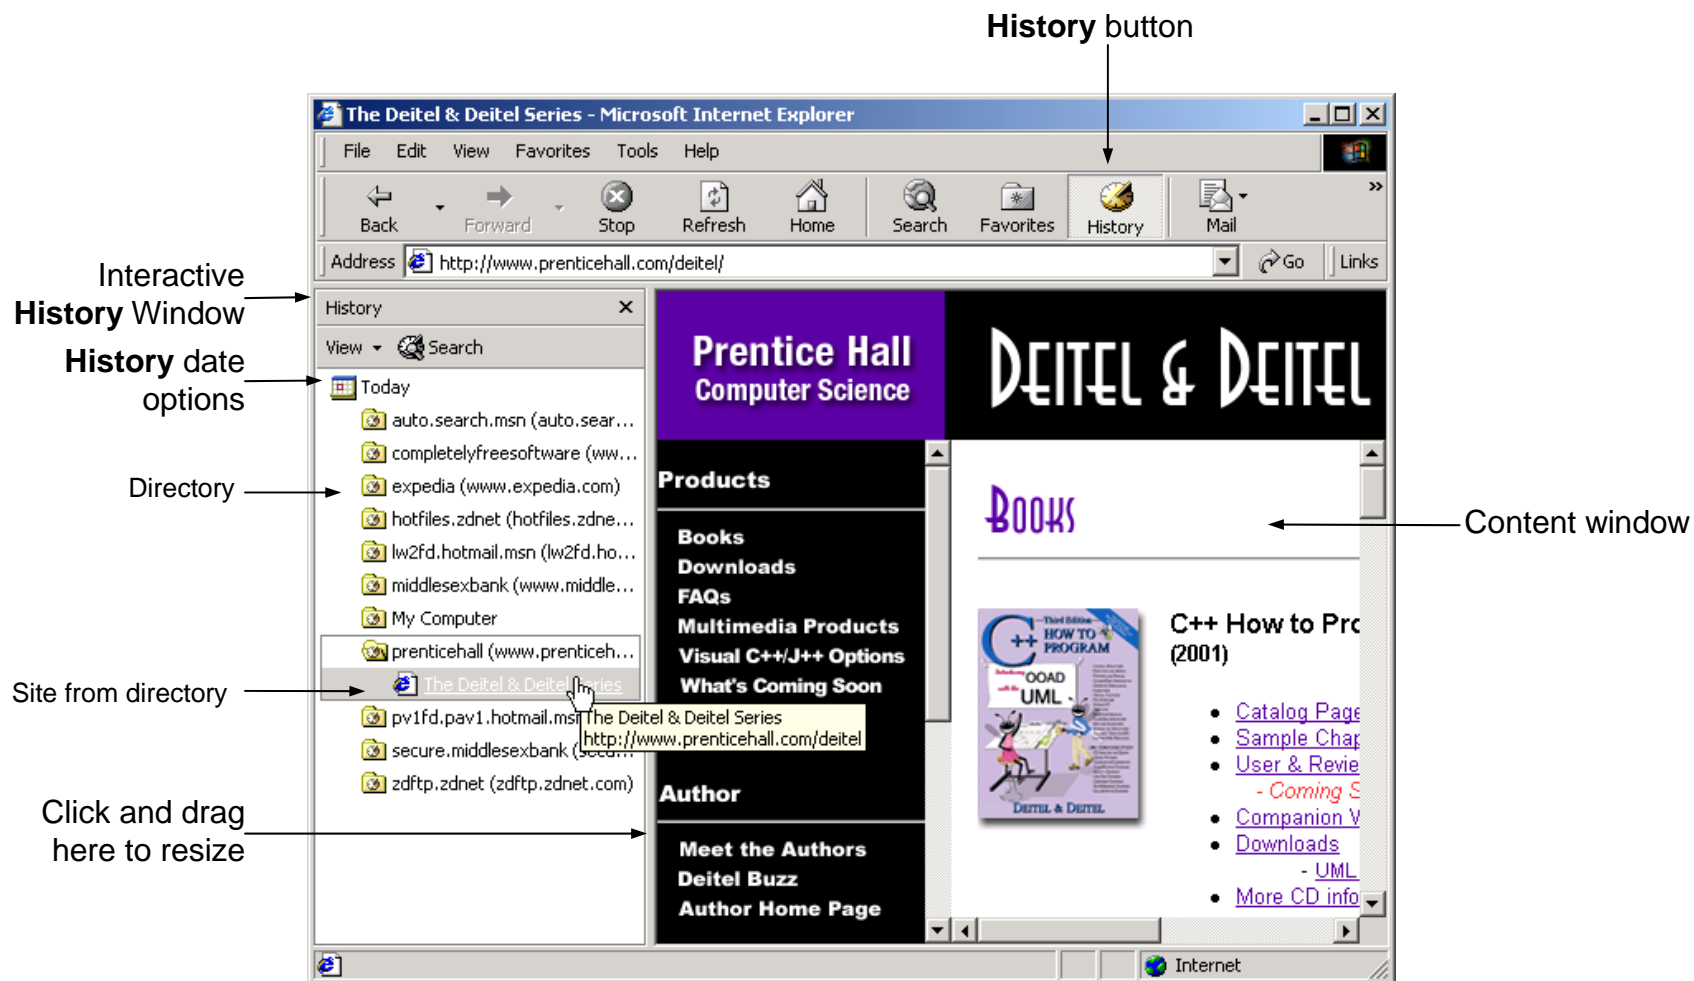 History button
The Deitel & Deitel Series - Microsoft Internet Explorer
File Edit View Favorites Tools Help
Back Forward Stop Refresh Home Search Favorites History Mail »
Address http://www.prenticehall.com/deitel/ Go Links
Interactive
History Window
History date
options
Directory
Site from directory
Click and drag
here to resize
History
View Search
Today
auto.search.msn (auto.sear...
completelyfreesoftware (ww...
expedia (www.expedia.com)
hotfiles.zdnet (hotfiles.zdne...
lw2fd.hotmail.msn (lw2fd.ho...
middlesexbank (www.middle...
My Computer
prenticehall (www.prenticeh...
The Deitel & Deitel Series
pv1fd.pav1.hotmail.msn
secure.middlesexbank (secu...
zdftp.zdnet (zdftp.zdnet.com)
The Deitel & Deitel Series
http://www.prenticehall.com/deitel
Prentice Hall
Computer Science
DEITEL & DEITEL
Products
Books
Downloads
FAQs
Multimedia Products
Visual C++/J++ Options
What's Coming Soon
Author
Meet the Authors
Deitel Buzz
Author Home Page
BOOKS
Third Edition
C++ HOW TO
PROGRAM
Introducing
OOAD
with the
UML
DEITEL & DEITEL
C++ How to Pro
(2001)
Catalog Page
Sample Chap
User & Revie
- Coming S
Companion W
Downloads
- UML
More CD info
Content window
Internet